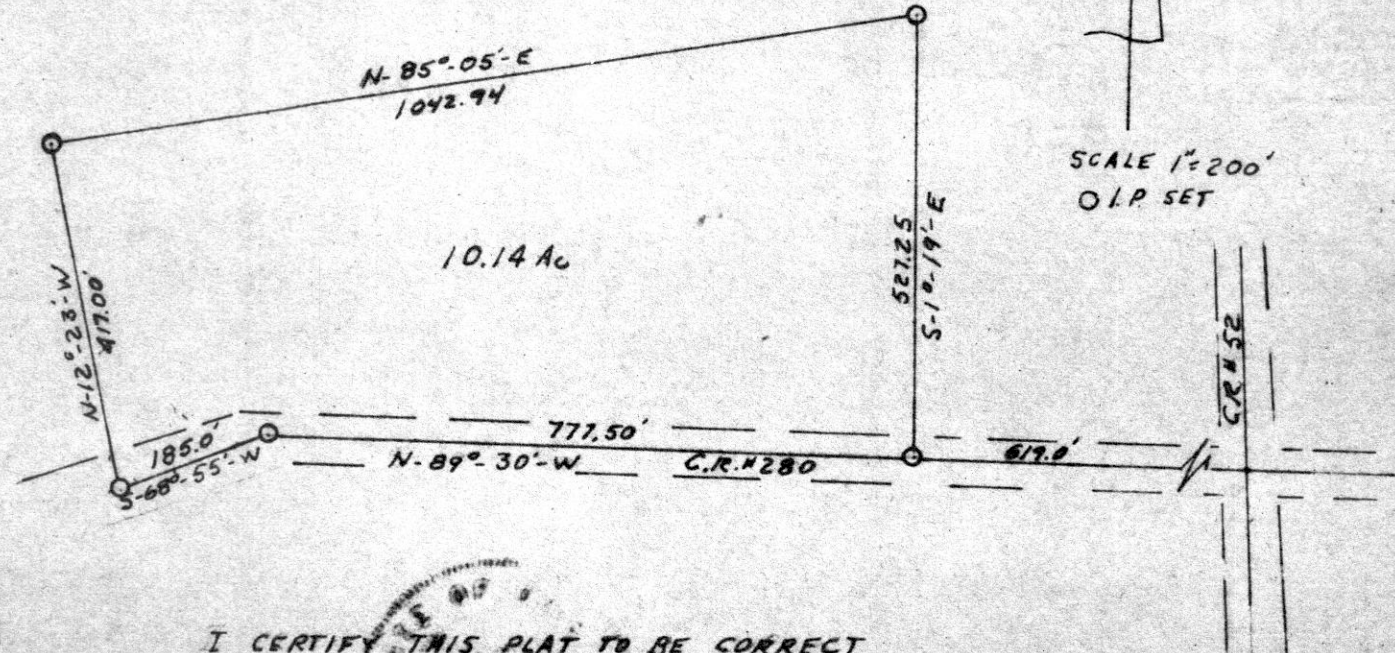 N-85°-05'-E
1042.94
SCALE 1"=200'
O I.P SET
10.14 Ac
527.25
S-1°-19'-E
N-12°-23'-W
417.00'
C.R # 52
185.0'
S-68°-55'-W
777.50'
N-89°-30'-W
C.R.#280
619.0'
I CERTIFY THIS PLAT TO BE CORRECT